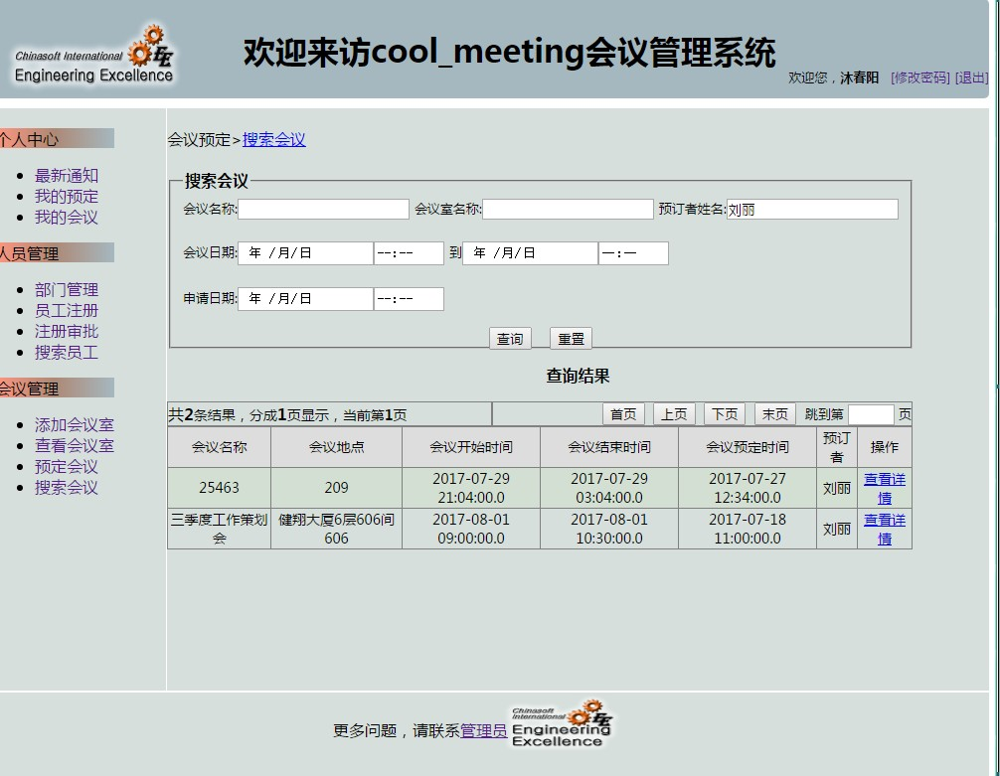 Chinasoft International
Engineering Excellence
EE
欢迎来访cool_meeting会议管理系统
欢迎您，沐春阳 [修改密码] [退出]
个人中心
最新通知
我的预定
我的会议
人员管理
部门管理
员工注册
注册审批
搜索员工
会议管理
添加会议室
查看会议室
预定会议
搜索会议
会议预定>搜索会议
搜索会议
会议名称: 会议室名称: 预订者姓名:刘丽
会议日期: 年 /月/日 --:-- 到 年 /月/日 --:--
申请日期: 年 /月/日 --:--
查询 重置
查询结果
共2条结果，分成1页显示，当前第1页 首页 上页 下页 末页 跳到第 页
会议名称 会议地点 会议开始时间 会议结束时间 会议预定时间 预订者 操作
25463 209 2017-07-29 21:04:00.0 2017-07-29 03:04:00.0 2017-07-27 12:34:00.0 刘丽 查看详情
三季度工作策划会 健翔大厦6层606间606 2017-08-01 09:00:00.0 2017-08-01 10:30:00.0 2017-07-18 11:00:00.0 刘丽 查看详情
更多问题，请联系管理员
Chinasoft
International
EE
Engineering
Excellence